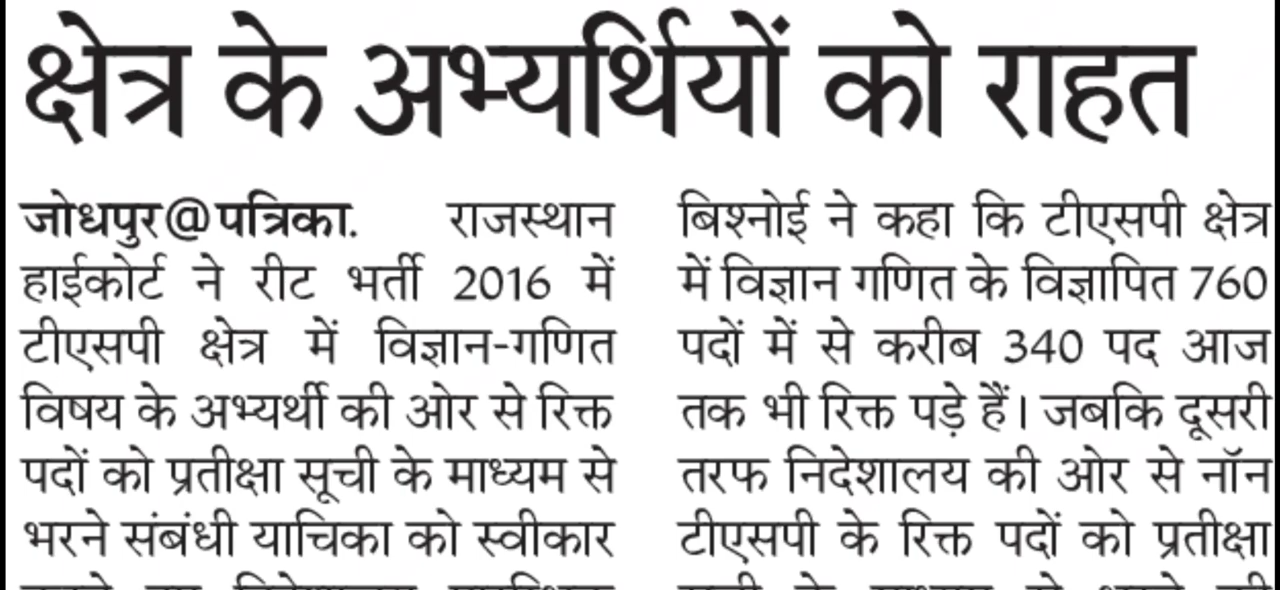 क्षेत्र के अभ्यर्थियों को राहत
जोधपुर@पत्रिका. राजस्थान
हाईकोर्ट ने रीट भर्ती 2016 में
टीएसपी क्षेत्र में विज्ञान-गणित
विषय के अभ्यर्थी की ओर से रिक्त
पदों को प्रतीक्षा सूची के माध्यम से
भरने संबंधी याचिका को स्वीकार
बिश्नोई ने कहा कि टीएसपी क्षेत्र
में विज्ञान गणित के विज्ञापित 760
पदों में से करीब 340 पद आज
तक भी रिक्त पड़े हैं। जबकि दूसरी
तरफ निदेशालय की ओर से नॉन
टीएसपी के रिक्त पदों को प्रतीक्षा